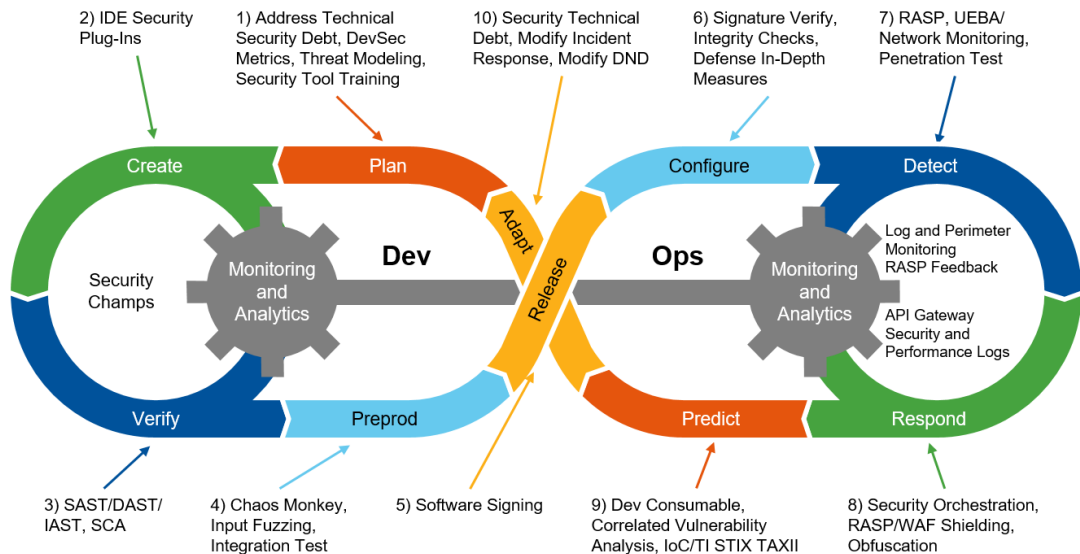 2) IDE Security
Plug-Ins
1) Address Technical
Security Debt, DevSec
Metrics, Threat Modeling,
Security Tool Training
10) Security Technical
Debt, Modify Incident
Response, Modify DND
6) Signature Verify,
Integrity Checks,
Defense In-Depth
Measures
7) RASP, UEBA/
Network Monitoring,
Penetration Test
Create
Plan
Configure
Detect
Adapt
Release
Dev
Ops
Security
Champs
Monitoring
and
Analytics
Monitoring
and
Analytics
Log and Perimeter
Monitoring
RASP Feedback
API Gateway
Security and
Performance Logs
Verify
Preprod
Predict
Respond
3) SAST/DAST/
IAST, SCA
4) Chaos Monkey,
Input Fuzzing,
Integration Test
5) Software Signing
9) Dev Consumable,
Correlated Vulnerability
Analysis, IoC/TI STIX TAXII
8) Security Orchestration,
RASP/WAF Shielding,
Obfuscation